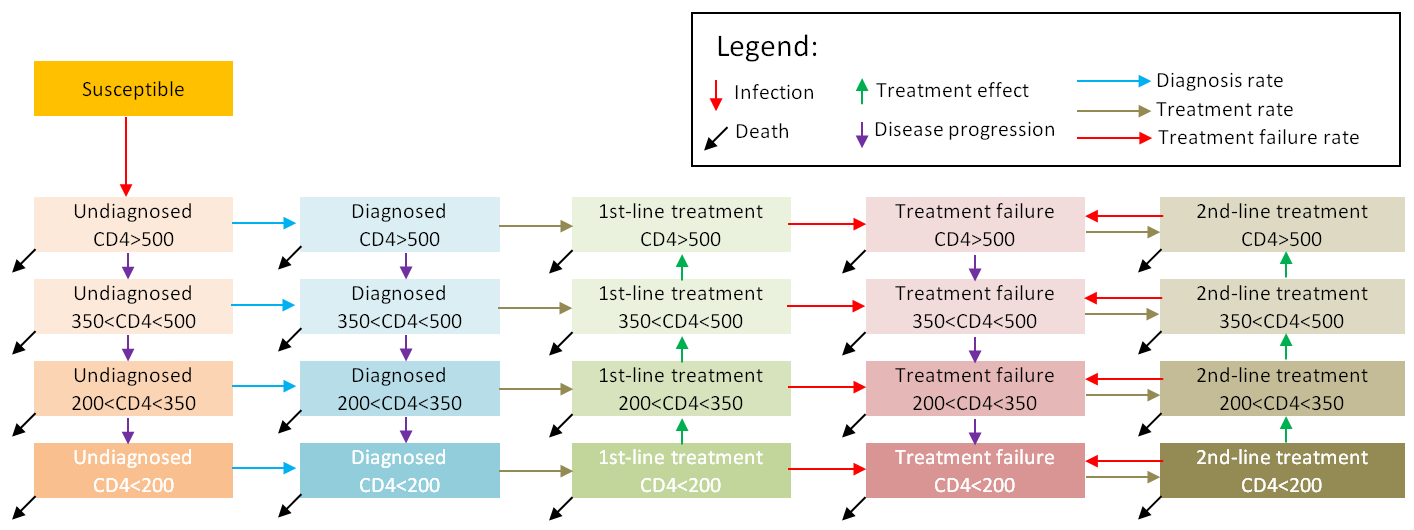 Legend:
Infection
Death
Treatment effect
Disease progression
Diagnosis rate
Treatment rate
Treatment failure rate
Susceptible
Undiagnosed
CD4>500
Diagnosed
CD4>500
1st-line treatment
CD4>500
Treatment failure
CD4>500
2nd-line treatment
CD4>500
Undiagnosed
350<CD4<500
Diagnosed
350<CD4<500
1st-line treatment
350<CD4<500
Treatment failure
350<CD4<500
2nd-line treatment
350<CD4<500
Undiagnosed
200<CD4<350
Diagnosed
200<CD4<350
1st-line treatment
200<CD4<350
Treatment failure
200<CD4<350
2nd-line treatment
200<CD4<350
Undiagnosed
CD4<200
Diagnosed
CD4<200
1st-line treatment
CD4<200
Treatment failure
CD4<200
2nd-line treatment
CD4<200